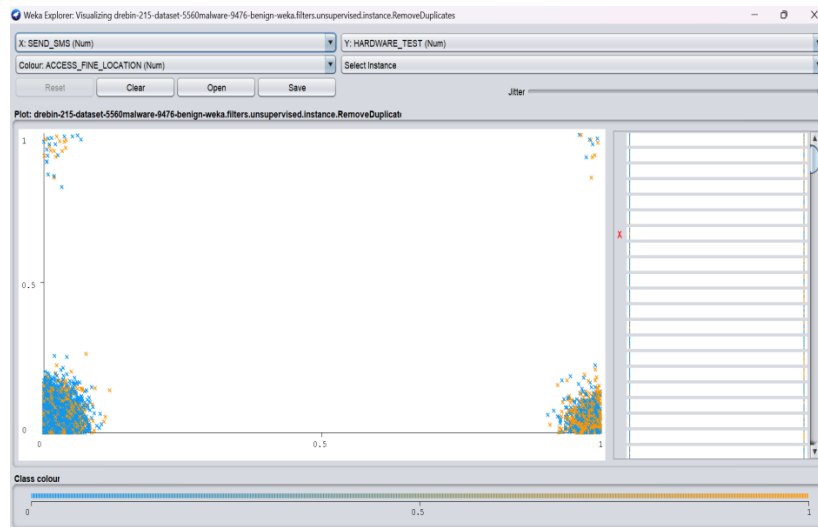 Weka Explorer: Visualizing drebin-215-dataset-5560malware-9476-benign-weka.filters.unsupervised.instance.RemoveDuplicates
X: SEND_SMS (Num) Y: HARDWARE_TEST (Num)
Colour: ACCESS_FINE_LOCATION (Num) Select Instance
Reset Clear Open Save Jitter
Plot: drebin-215-dataset-5560malware-9476-benign-weka.filters.unsupervised.instance.RemoveDuplicat
1
X
0.5
0
0 0.5 1
Class colour
0 0.5 1